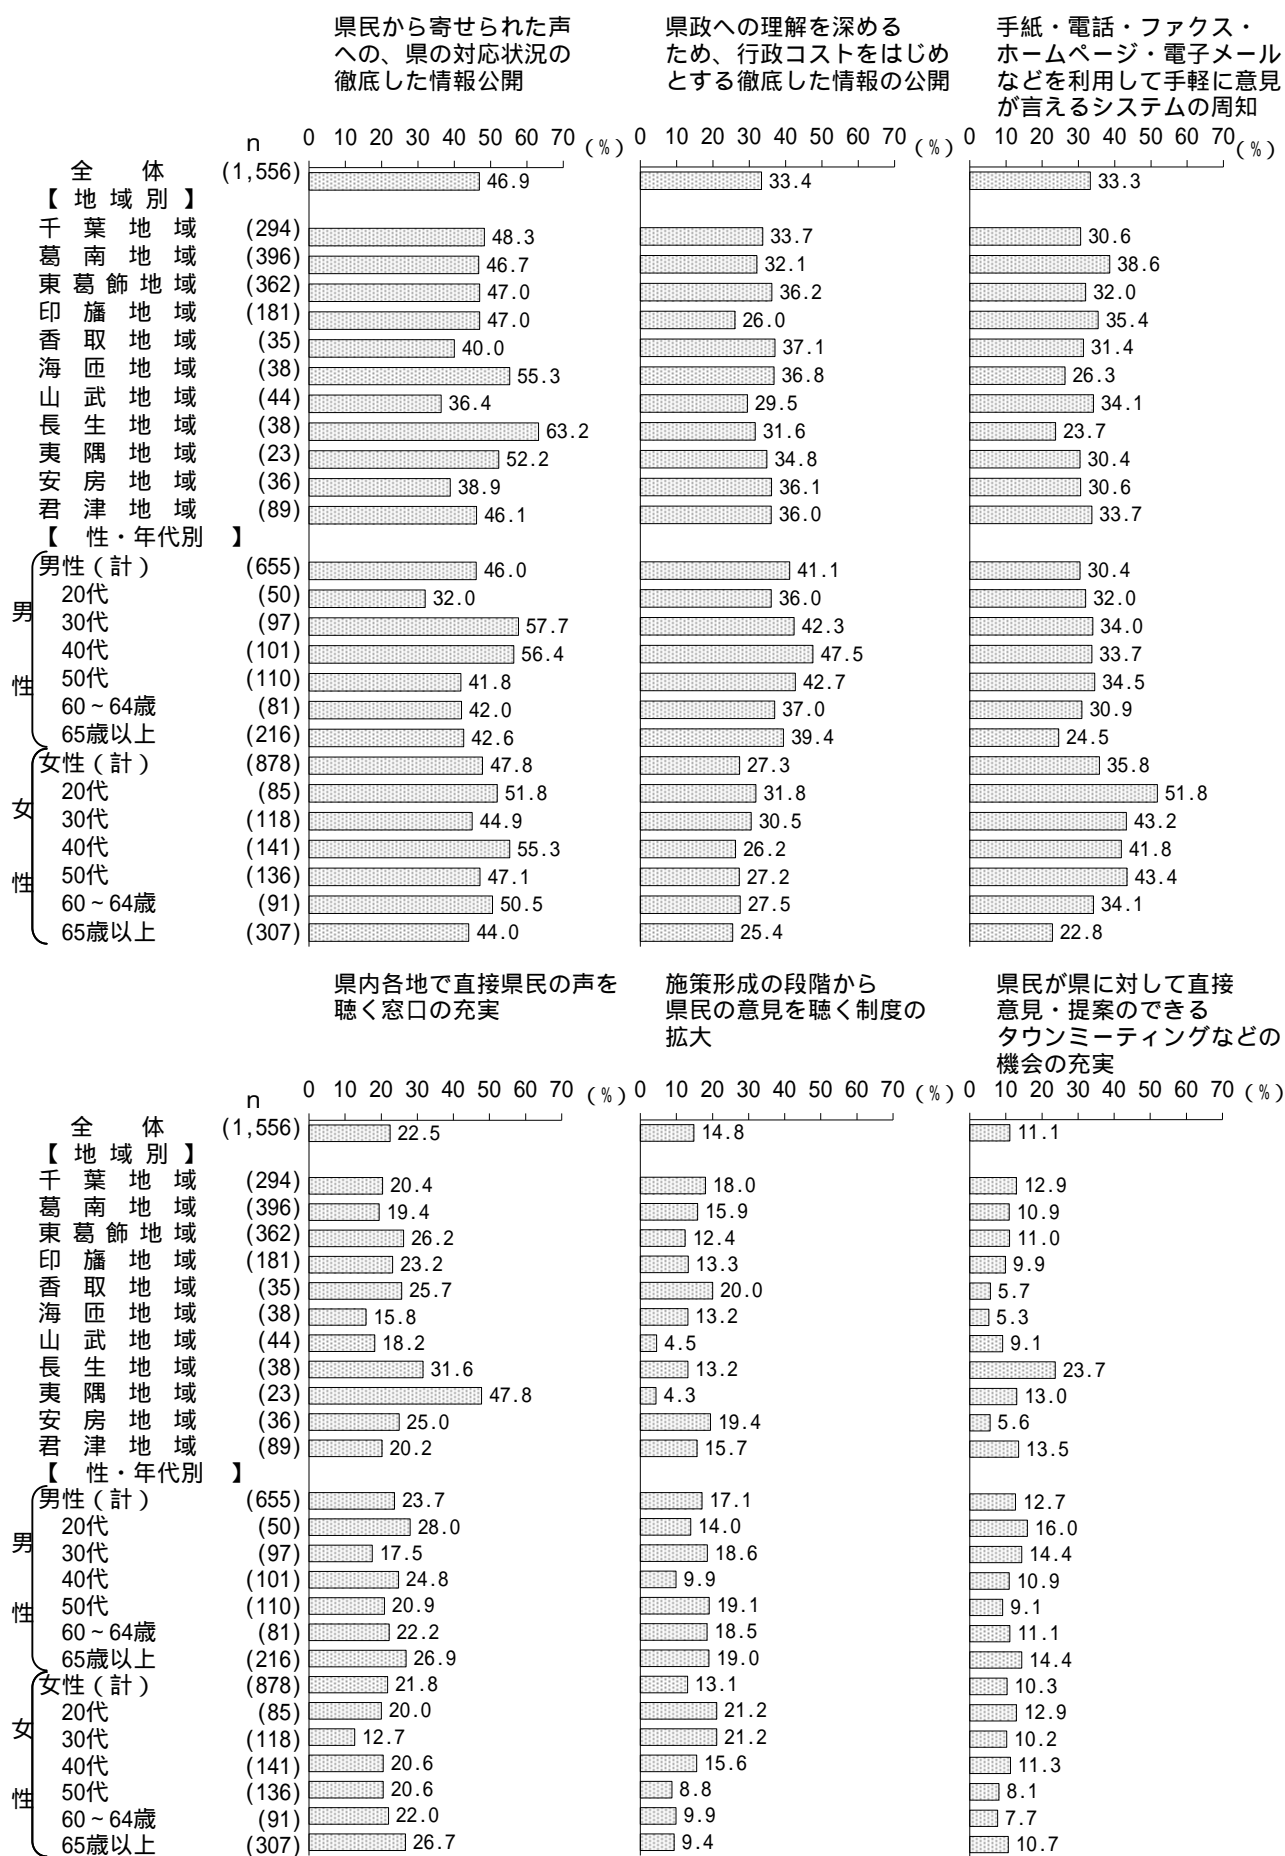 県民から寄せられた声
への、県の対応状況の
徹底した情報公開
県政への理解を深める
ため、行政コストをはじめ
とする徹底した情報の公開
手紙・電話・ファクス・
ホームページ・電子メール
などを利用して手軽に意見
が言えるシステムの周知
n 0 10 20 30 40 50 60 70 (%) 0 10 20 30 40 50 60 70 (%) 0 10 20 30 40 50 60 70 (%)
全体 (1,556) 46.9 33.4 33.3
【地域別】
千葉地域 (294) 48.3 33.7 30.6
葛南地域 (396) 46.7 32.1 38.6
東葛飾地域 (362) 47.0 36.2 32.0
印旛地域 (181) 47.0 26.0 35.4
香取地域 (35) 40.0 37.1 31.4
海匝地域 (38) 55.3 36.8 26.3
山武地域 (44) 36.4 29.5 34.1
長生地域 (38) 63.2 31.6 23.7
夷隅地域 (23) 52.2 34.8 30.4
安房地域 (36) 38.9 36.1 30.6
君津地域 (89) 46.1 36.0 33.7
【性・年代別】
男性
男性(計) (655) 46.0 41.1 30.4
20代 (50) 32.0 36.0 32.0
30代 (97) 57.7 42.3 34.0
40代 (101) 56.4 47.5 33.7
50代 (110) 41.8 42.7 34.5
60~64歳 (81) 42.0 37.0 30.9
65歳以上 (216) 42.6 39.4 24.5
女性
女性(計) (878) 47.8 27.3 35.8
20代 (85) 51.8 31.8 51.8
30代 (118) 44.9 30.5 43.2
40代 (141) 55.3 26.2 41.8
50代 (136) 47.1 27.2 43.4
60~64歳 (91) 50.5 27.5 34.1
65歳以上 (307) 44.0 25.4 22.8
県内各地で直接県民の声を
聴く窓口の充実
施策形成の段階から
県民の意見を聴く制度の
拡大
県民が県に対して直接
意見・提案のできる
タウンミーティングなどの
機会の充実
n 0 10 20 30 40 50 60 70 (%) 0 10 20 30 40 50 60 70 (%) 0 10 20 30 40 50 60 70 (%)
全体 (1,556) 22.5 14.8 11.1
【地域別】
千葉地域 (294) 20.4 18.0 12.9
葛南地域 (396) 19.4 15.9 10.9
東葛飾地域 (362) 26.2 12.4 11.0
印旛地域 (181) 23.2 13.3 9.9
香取地域 (35) 25.7 20.0 5.7
海匝地域 (38) 15.8 13.2 5.3
山武地域 (44) 18.2 4.5 9.1
長生地域 (38) 31.6 13.2 23.7
夷隅地域 (23) 47.8 4.3 13.0
安房地域 (36) 25.0 19.4 5.6
君津地域 (89) 20.2 15.7 13.5
【性・年代別】
男性
男性(計) (655) 23.7 17.1 12.7
20代 (50) 28.0 14.0 16.0
30代 (97) 17.5 18.6 14.4
40代 (101) 24.8 9.9 10.9
50代 (110) 20.9 19.1 9.1
60~64歳 (81) 22.2 18.5 11.1
65歳以上 (216) 26.9 19.0 14.4
女性
女性(計) (878) 21.8 13.1 10.3
20代 (85) 20.0 21.2 12.9
30代 (118) 12.7 21.2 10.2
40代 (141) 20.6 15.6 11.3
50代 (136) 20.6 8.8 8.1
60~64歳 (91) 22.0 9.9 7.7
65歳以上 (307) 26.7 9.4 10.7